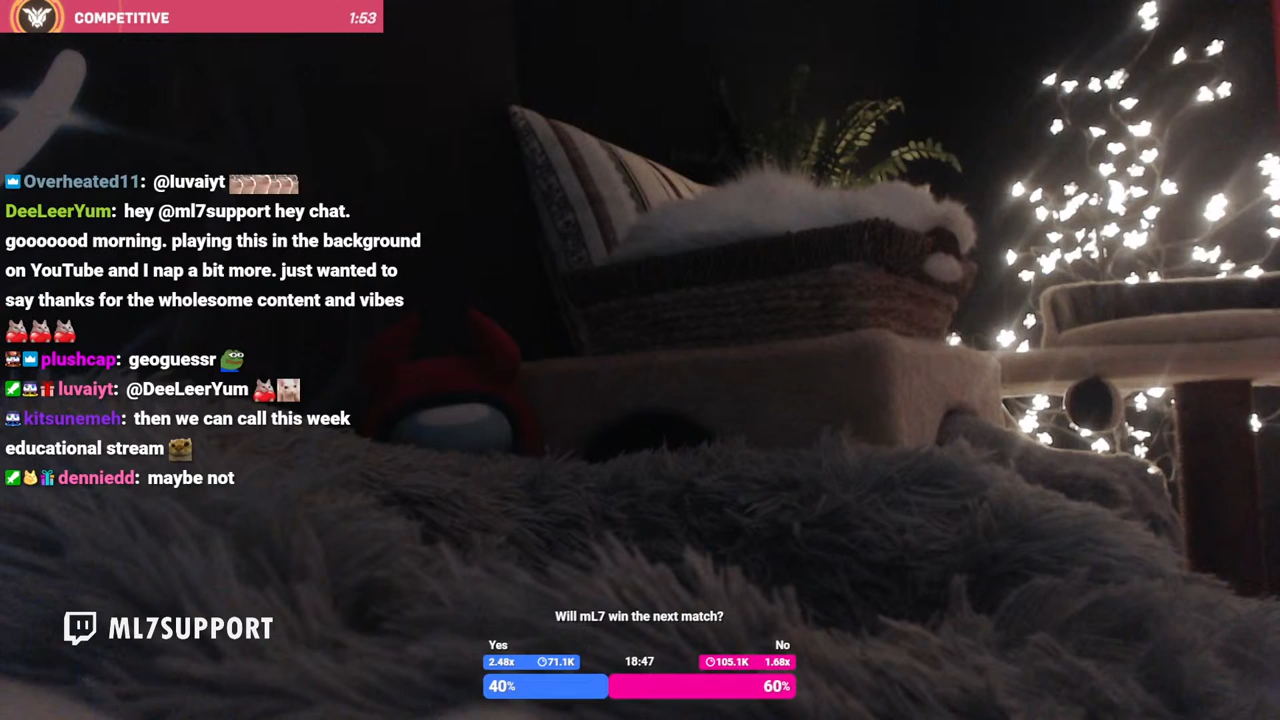 COMPETITIVE 1:53
Overheated11: @luvaiyt
DeeLeerYum: hey @ml7support hey chat.
gooooood morning. playing this in the background
on YouTube and I nap a bit more. just wanted to
say thanks for the wholesome content and vibes
plushcap: geoguessr
luvaiyt: @DeeLeerYum
kitsunemeh: then we can call this week
educational stream
denniedd: maybe not
ML7SUPPORT
Will mL7 win the next match?
Yes No
2.48x 71.1K 18:47 105.1K 1.68x
40% 60%